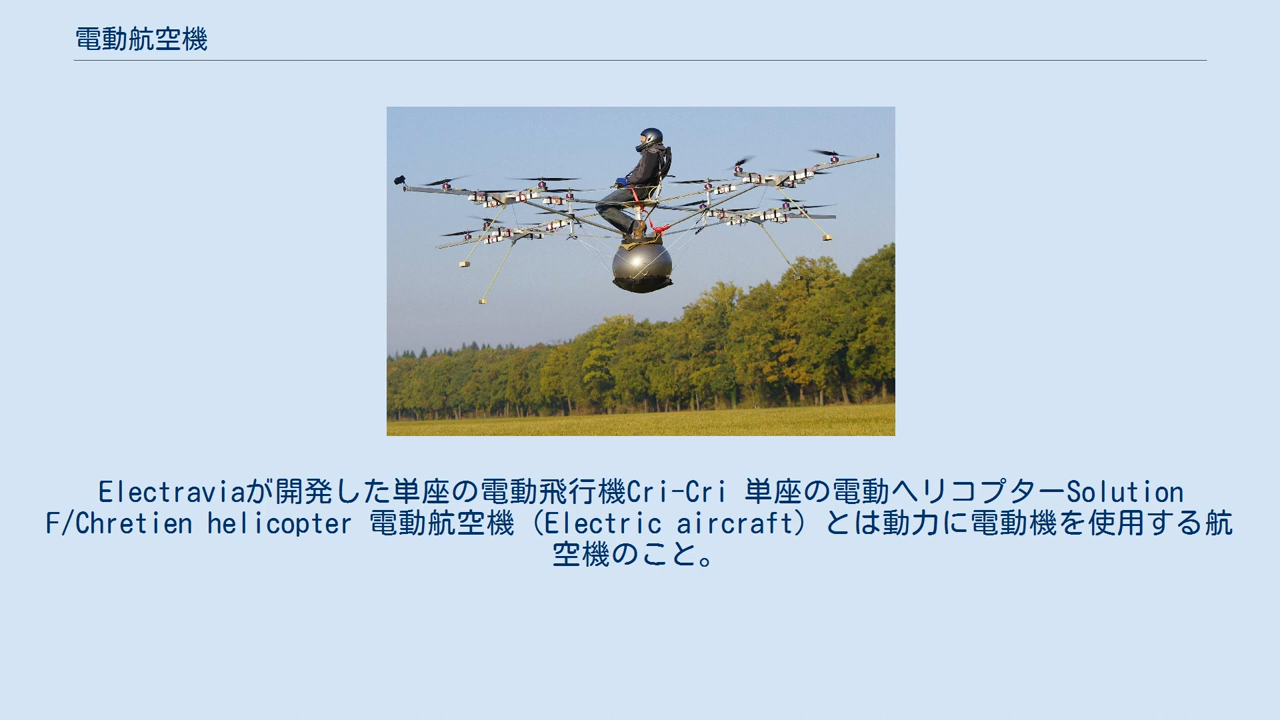 電動航空機
Electraviaが開発した単座の電動飛行機Cri-Cri 単座の電動ヘリコプターSolution
F/Chretien helicopter 電動航空機（Electric aircraft）とは動力に電動機を使用する航
空機のこと。